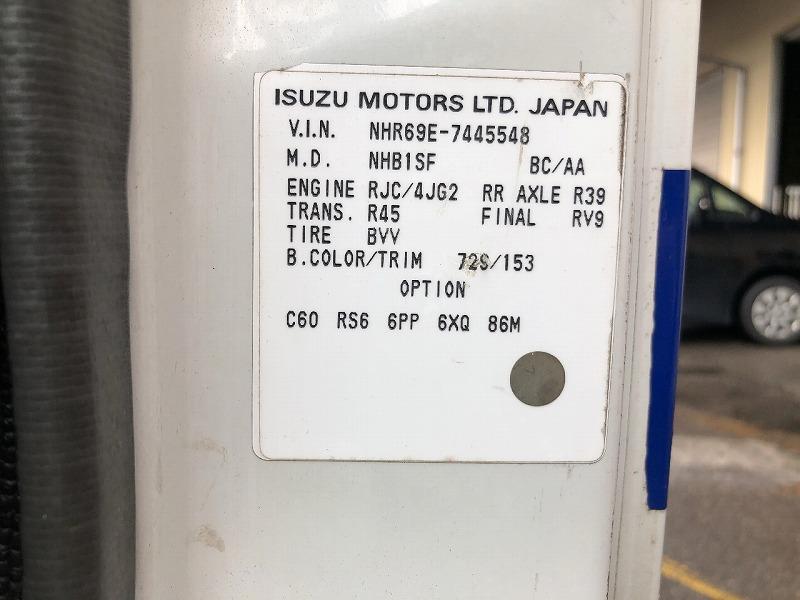 ISUZU MOTORS LTD. JAPAN
V.I.N. NHR69E-7445548
M.D. NHB1SF BC/AA
ENGINE RJC/4JG2 RR AXLE R39
TRANS. R45 FINAL RV9
TIRE BVV
B.COLOR/TRIM 72S/153
OPTION
C60 RS6 6PP 6XQ 86M